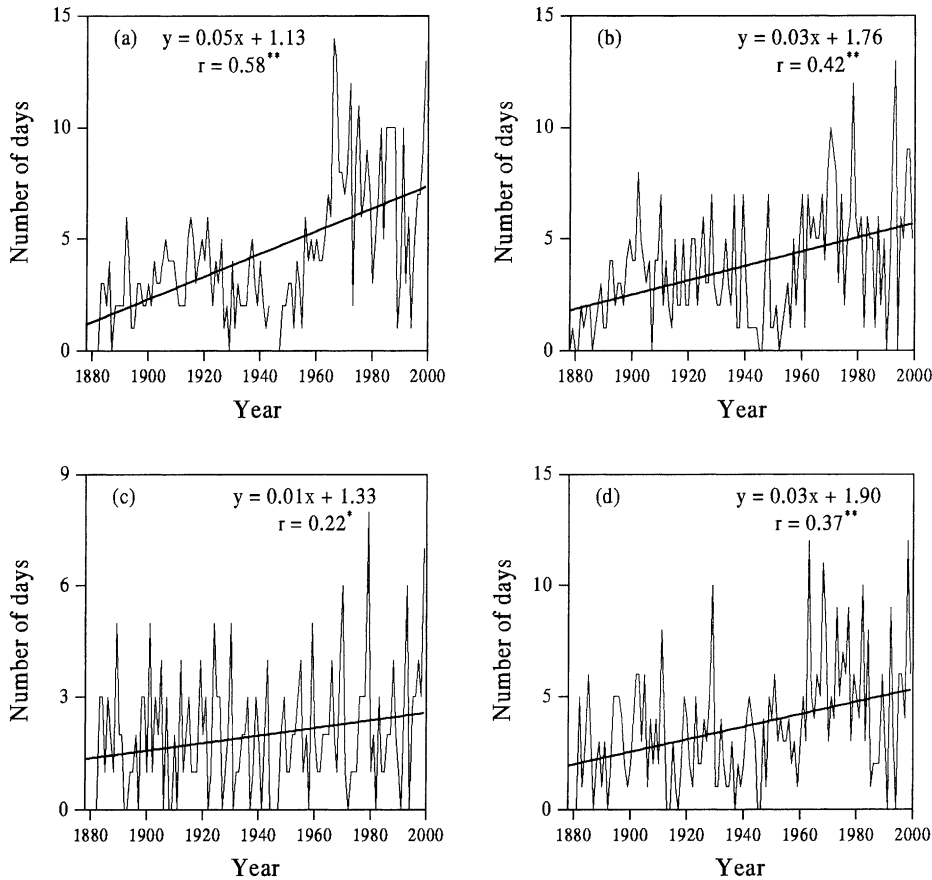 (a) y = 0.05x + 1.13
r = 0.58**
Number of days
15
10
5
0
1880 1900 1920 1940 1960 1980 2000
Year
(b) y = 0.03x + 1.76
r = 0.42**
Number of days
15
10
5
0
1880 1900 1920 1940 1960 1980 2000
Year
(c) y = 0.01x + 1.33
r = 0.22*
Number of days
9
6
3
0
1880 1900 1920 1940 1960 1980 2000
Year
(d) y = 0.03x + 1.90
r = 0.37**
Number of days
15
10
5
0
1880 1900 1920 1940 1960 1980 2000
Year